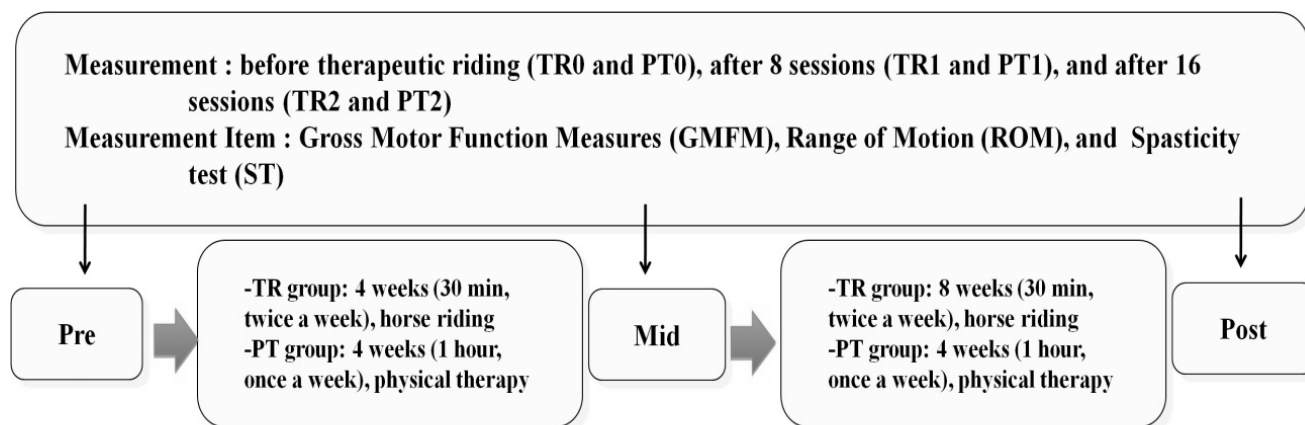 Measurement : before therapeutic riding (TR0 and PT0), after 8 sessions (TR1 and PT1), and after 16
sessions (TR2 and PT2)
Measurement Item : Gross Motor Function Measures (GMFM), Range of Motion (ROM), and Spasticity
test (ST)
Pre
-TR group: 4 weeks (30 min,
twice a week), horse riding
-PT group: 4 weeks (1 hour,
once a week), physical therapy
Mid
-TR group: 8 weeks (30 min,
twice a week), horse riding
-PT group: 4 weeks (1 hour,
once a week), physical therapy
Post